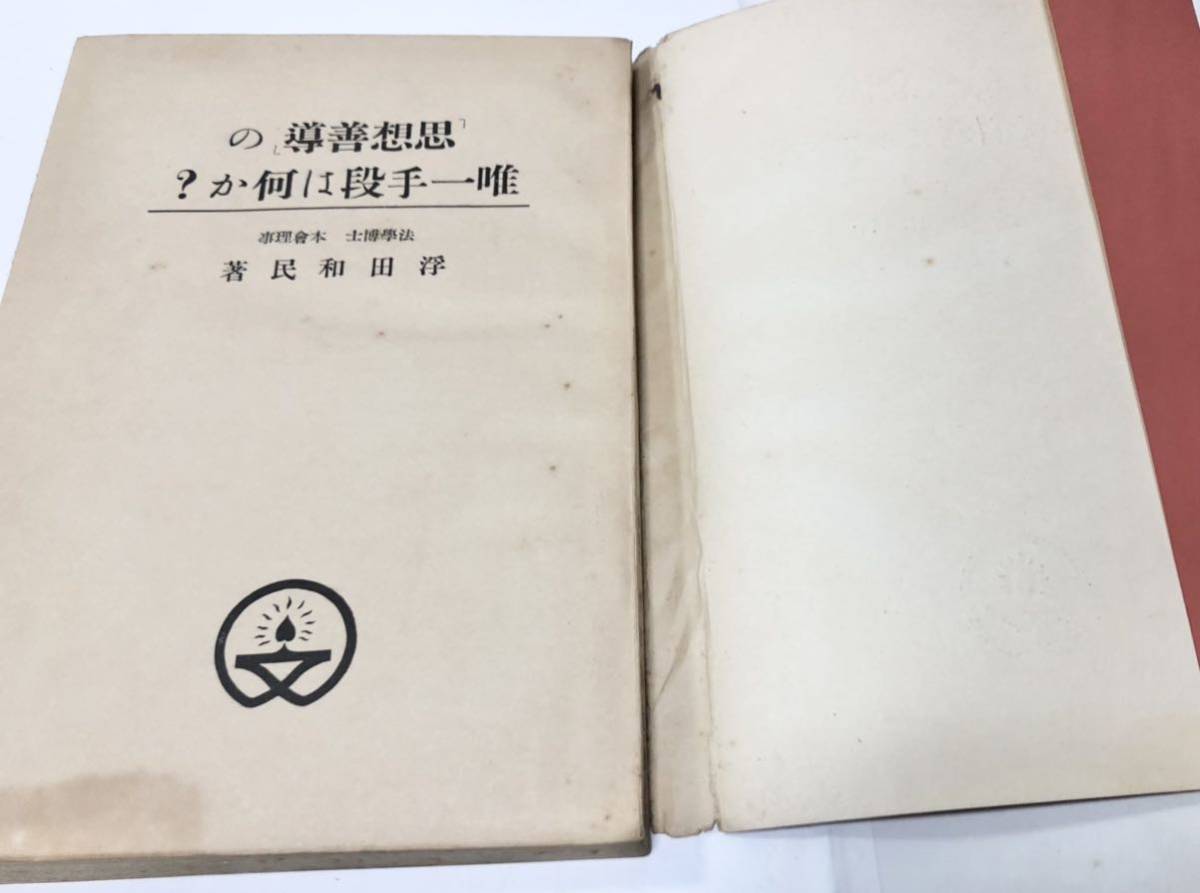 「思想善導」の
唯一手段は何か?
法學博士 本會理事
浮田和民著